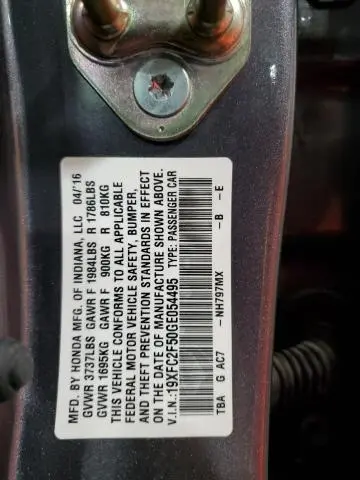 MFD. BY HONDA MFG. OF INDIANA, LLC 04/16
GVWR 3737LBS GAWR F 1984LBS R 1786LBS
GVWR 1695KG GAWR F 900KG R 810KG
THIS VEHICLE CONFORMS TO ALL APPLICABLE
FEDERAL MOTOR VEHICLE SAFETY, BUMPER,
AND THEFT PREVENTION STANDARDS IN EFFECT
ON THE DATE OF MANUFACTURE SHOWN ABOVE.
V.I.N.:19XFC2F50GE054495 TYPE: PASSENGER CAR
-NH797MX -B -E
TBA G AC7